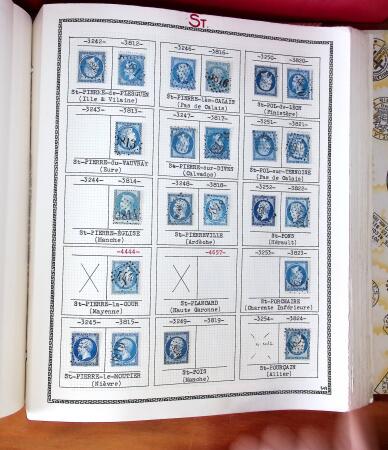 ST
-3242- -3812-
St-PIERRE-de-PLESGUEN
(Ille & Vilaine)
-3246- -3816-
St-PIERRE-lès-CALAIS
(Pas de Calais)
-3250- -3820-
St-POL-de-LÉON
(Finistère)
-3243- -3813-
St-PIERRE-du-VAUVRAY
(Eure)
-3247- -3817-
St-PIERRE-sur-DIVES
(Calvados)
-3251- -3821-
St-POL-sur-TERNOISE
(Pas de Calais)
-3244- -3814-
St-PIERRE-ÉGLISE
(Manche)
-3248- -3818-
St-PIERREVILLE
(Ardèche)
-3252- -3822-
St-PONS
(Hérault)
-4444-
St-PIERRE-la-COUR
(Mayenne)
-4657-
St-PLANCARD
(Haute Garonne)
-3253- -3823-
St-PORCHAIRE
(Charente Inférieure)
-3245- -3815-
St-PIERRE-le-MOUTIER
(Nièvre)
-3249- -3819-
St-POIS
(Manche)
-3254- -3824-
St-POURÇAIN
(Allier)